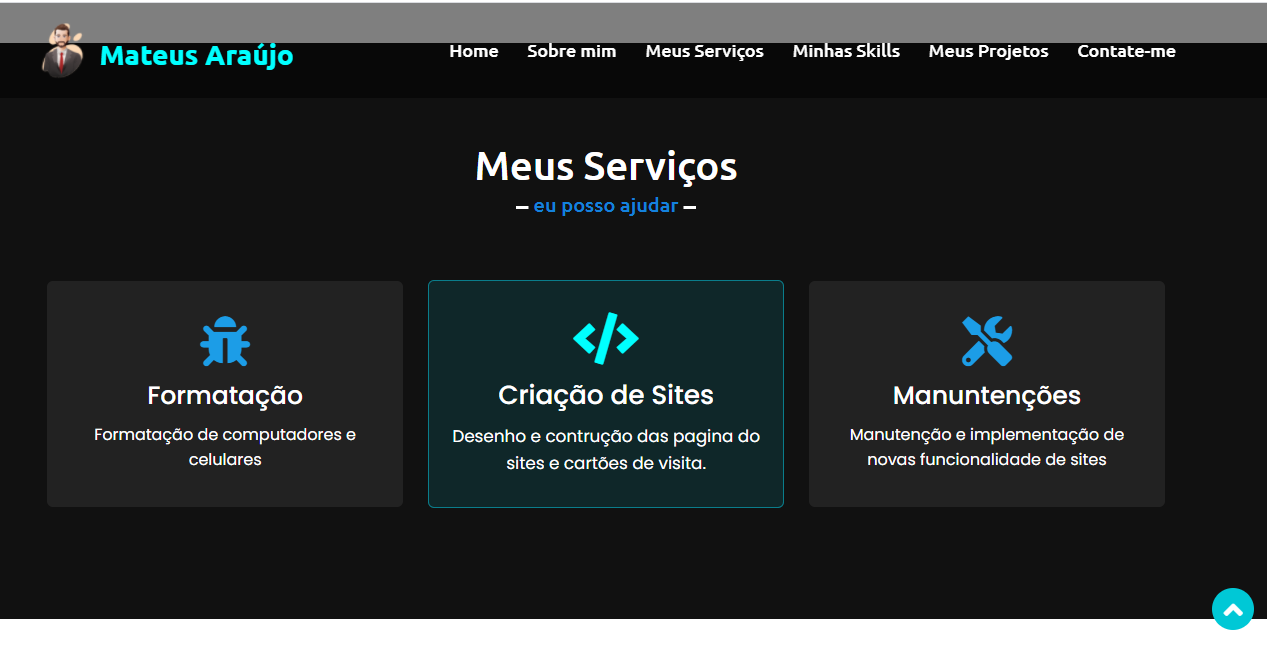 Mateus Araújo
Home Sobre mim Meus Serviços Minhas Skills Meus Projetos Contate-me
Meus Serviços
– eu posso ajudar –
Formatação
Formatação de computadores e
celulares
Criação de Sites
Desenho e contrução das pagina do
sites e cartões de visita.
Manuntenções
Manutenção e implementação de
novas funcionalidade de sites